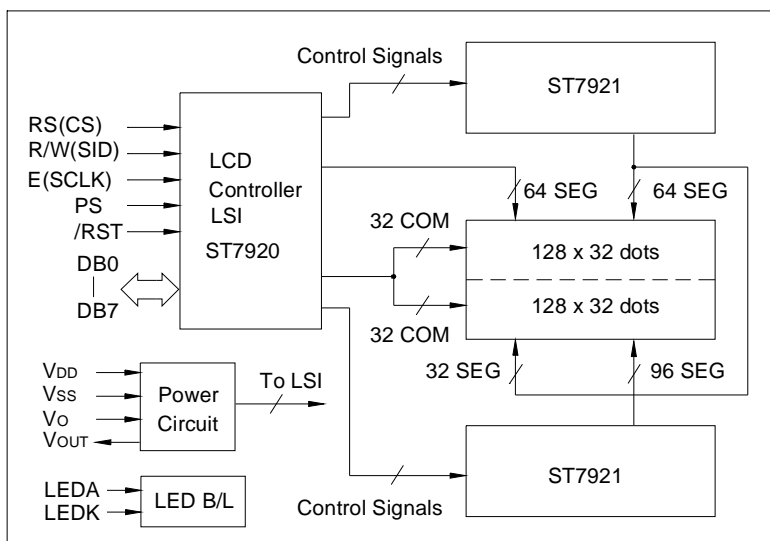 Control Signals
ST7921
RS(CS)
R/W(SID)
E(SCLK)
PS
/RST
DB0
DB7
LCD
Controller
LSI
ST7920
64 SEG
64 SEG
32 COM
128 x 32 dots
128 x 32 dots
32 COM
32 SEG
96 SEG
VDD
VSS
VO
VOUT
Power
Circuit
To LSI
LEDA
LEDK
LED B/L
Control Signals
ST7921